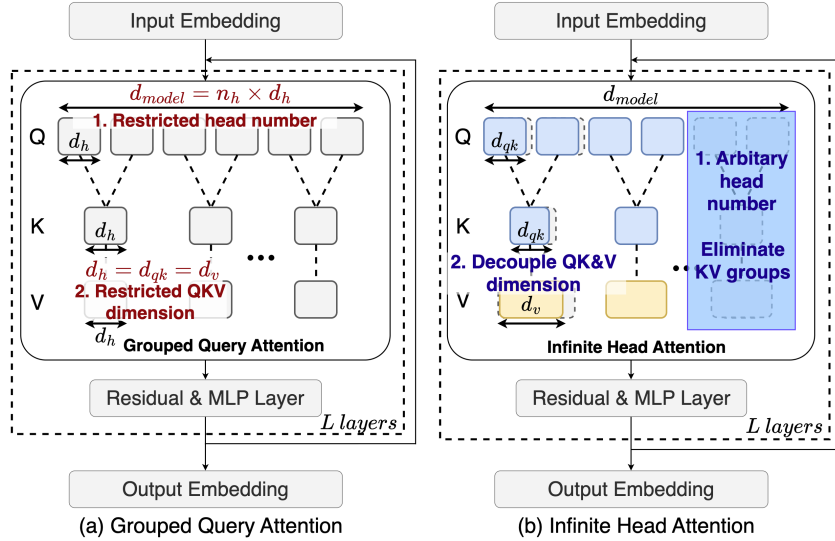 Input Embedding
d_model = n_h × d_h
1. Restricted head number
Q
d_h
K
d_h
...
d_h = d_qk = d_v
2. Restricted QKV
dimension
V
d_h
Grouped Query Attention
Residual & MLP Layer
L layers
Output Embedding
(a) Grouped Query Attention
Input Embedding
d_model
Q
d_qk
1. Arbitary
head
number
K
d_qk
Eliminate
KV groups
2. Decouple QK&V
dimension
V
d_v
Infinite Head Attention
Residual & MLP Layer
L layers
Output Embedding
(b) Infinite Head Attention